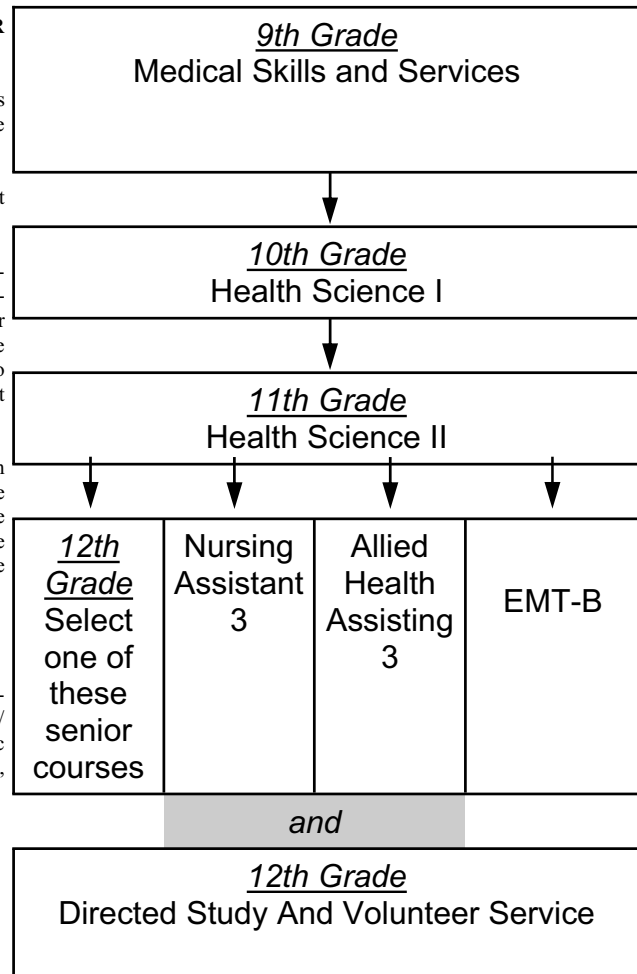 R
s
e
t
-
-
r
e
o
t
n
e
e
e
e
-
/
c
,
9th Grade
Medical Skills and Services
10th Grade
Health Science I
11th Grade
Health Science II
12th
Grade
Select
one of
these
senior
courses
Nursing
Assistant
3
Allied
Health
Assisting
3
EMT-B
and
12th Grade
Directed Study And Volunteer Service